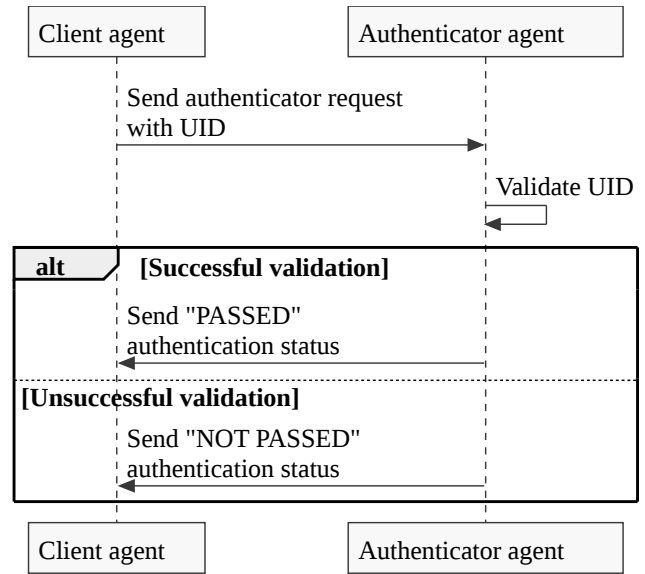 Client agent
Authenticator agent
Send authenticator request
with UID
Validate UID
alt
[Successful validation]
Send "PASSED"
authentication status
[Unsuccessful validation]
Send "NOT PASSED"
authentication status
Client agent
Authenticator agent